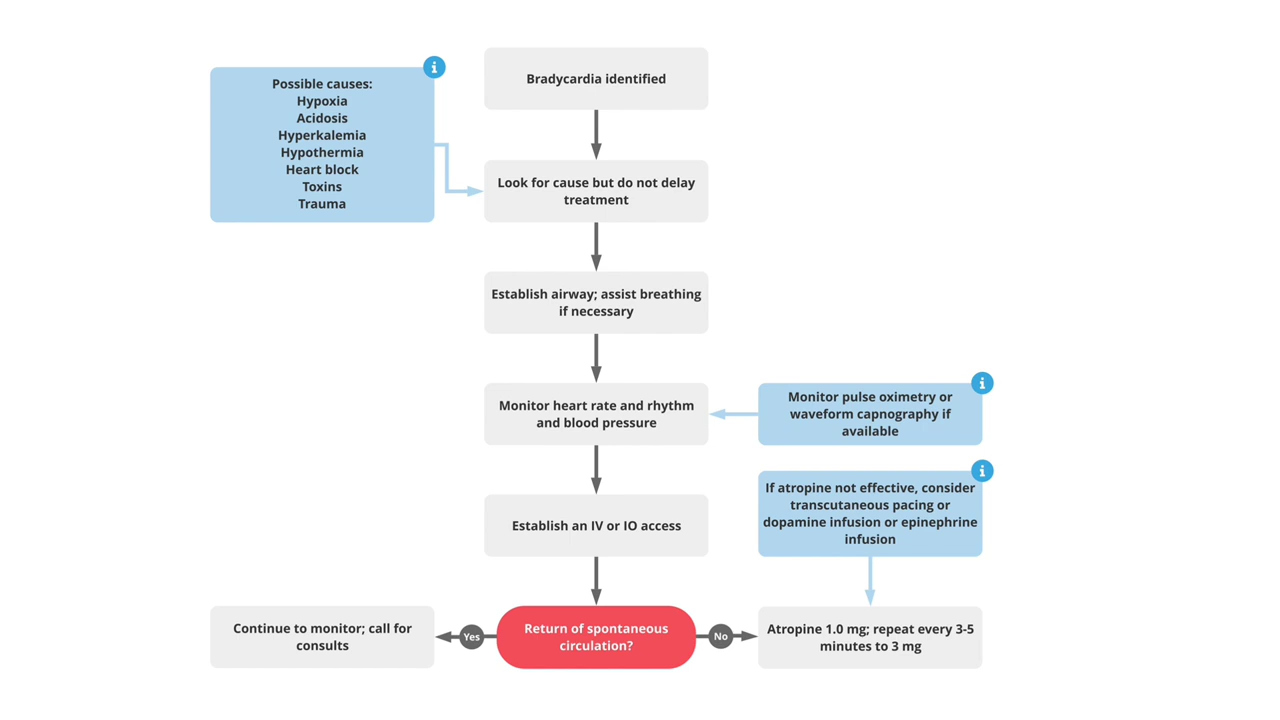 Bradycardia identified
Possible causes:
Hypoxia
Acidosis
Hyperkalemia
Hypothermia
Heart block
Toxins
Trauma
Look for cause but do not delay
treatment
Establish airway; assist breathing
if necessary
Monitor heart rate and rhythm
and blood pressure
Monitor pulse oximetry or
waveform capnography if
available
Establish an IV or IO access
If atropine not effective, consider
transcutaneous pacing or
dopamine infusion or epinephrine
infusion
Return of spontaneous
circulation?
Yes
Continue to monitor; call for
consults
No
Atropine 1.0 mg; repeat every 3-5
minutes to 3 mg